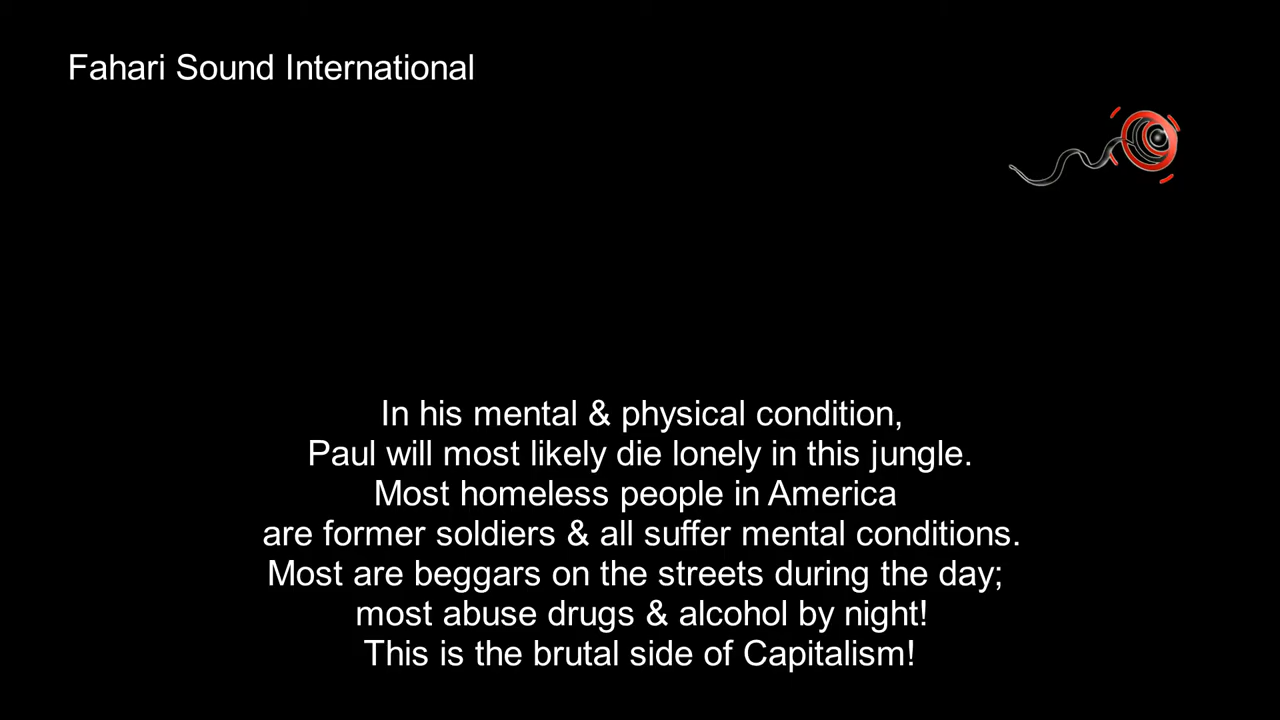 Fahari Sound International
In his mental & physical condition,
Paul will most likely die lonely in this jungle.
Most homeless people in America
are former soldiers & all suffer mental conditions.
Most are beggars on the streets during the day;
most abuse drugs & alcohol by night!
This is the brutal side of Capitalism!